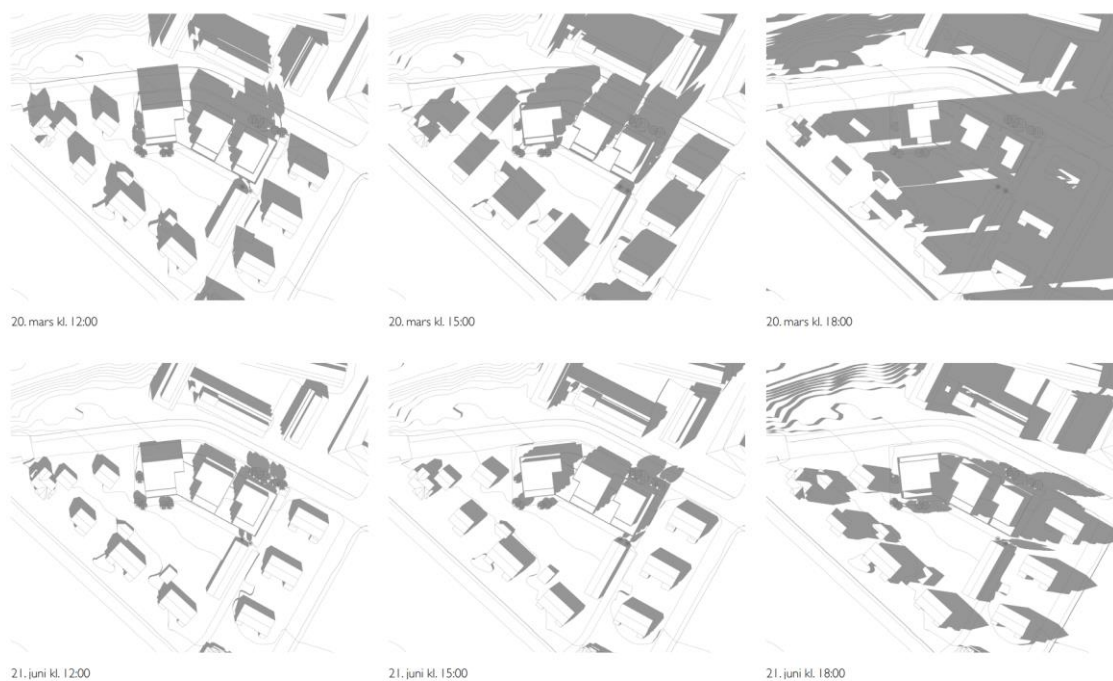 20. mars kl. 12:00
20. mars kl. 15:00
20. mars kl. 18:00
21. juni kl. 12:00
21. juni kl. 15:00
21. juni kl. 18:00